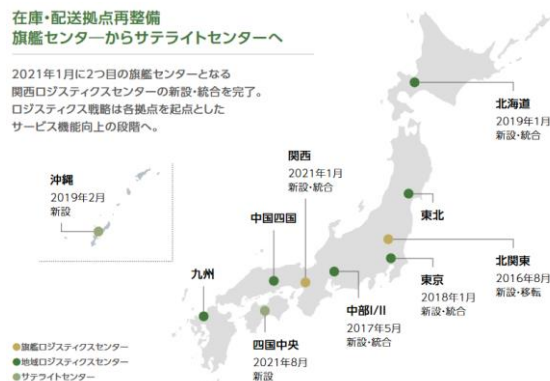 在庫・配送拠点再整備
旗艦センターからサテライトセンターへ
2021年1月に2つ目の旗艦センターとなる
関西ロジスティクスセンターの新設・統合を完了。
ロジスティクス戦略は各拠点を起点とした
サービス機能向上の段階へ。
北海道
2019年1月
新設・統合
関西
2021年1月
新設・統合
沖縄
2019年2月
新設
中国四国
東北
九州
北関東
2016年8月
新設・移転
東京
2018年1月
新設・統合
中部I/II
2017年5月
新設・統合
四国中央
2021年8月
新設
旗艦ロジスティクスセンター
地域ロジスティクスセンター
サテライトセンター